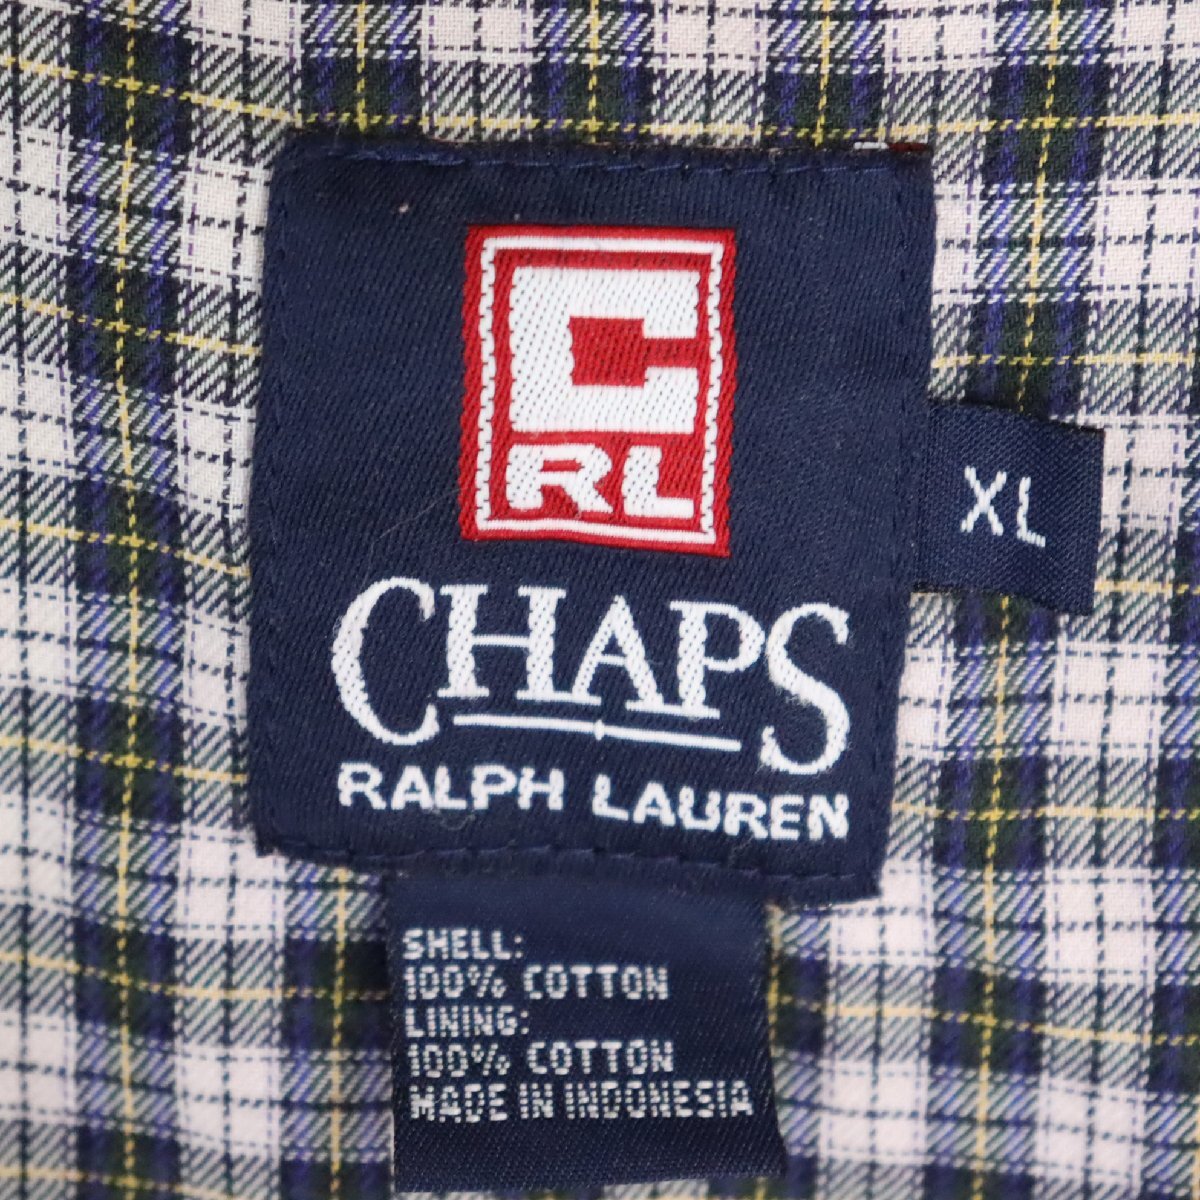 C
RL
XL
CHAPS
RALPH LAUREN
SHELL:
100% COTTON
LINING:
100% COTTON
MADE IN INDONESIA